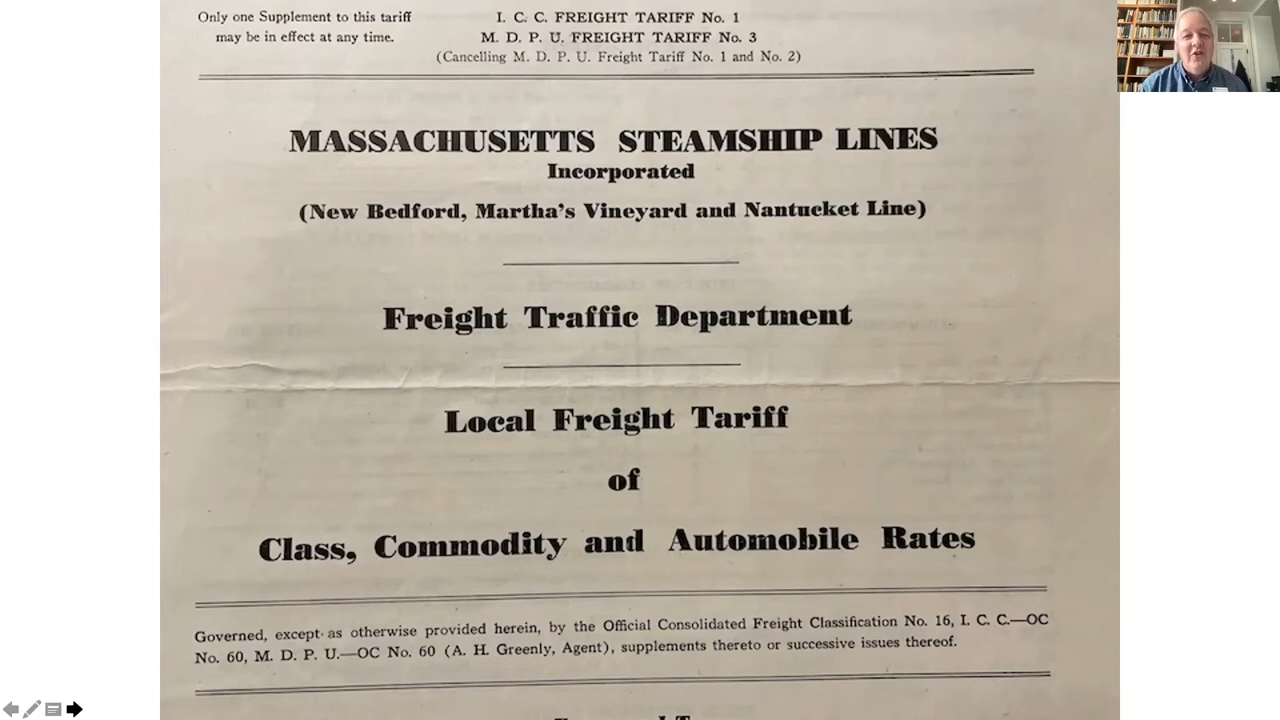 Only one Supplement to this tariff
may be in effect at any time.
I. C. C. FREIGHT TARIFF No. 1
M. D. P. U. FREIGHT TARIFF No. 3
(Cancelling M. D. P. U. Freight Tariff No. 1 and No. 2)
MASSACHUSETTS STEAMSHIP LINES
Incorporated
(New Bedford, Martha's Vineyard and Nantucket Line)
Freight Traffic Department
Local Freight Tariff
of
Class, Commodity and Automobile Rates
Governed, except as otherwise provided herein, by the Official Consolidated Freight Classification No. 16, I. C. C.—OC
No. 60, M. D. P. U.—OC No. 60 (A. H. Greenly, Agent), supplements thereto or successive issues thereof.